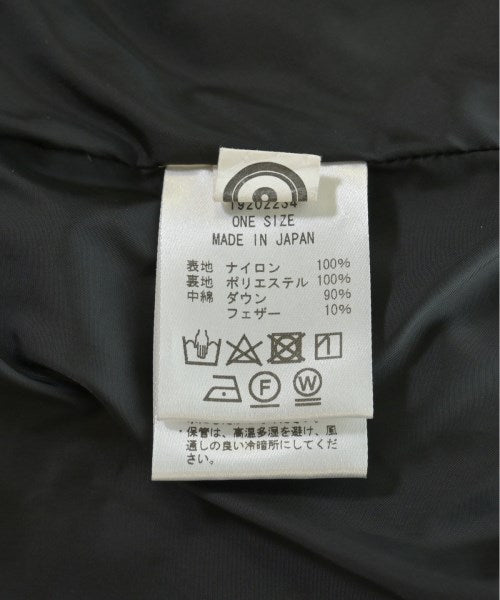 19202234
ONE SIZE
MADE IN JAPAN
表地 ナイロン 100%
裏地 ポリエステル 100%
中綿 ダウン 90%
フェザー 10%
F W
保管は、高温多湿を避け、風
通しの良い冷暗所にしてくだ
さい。